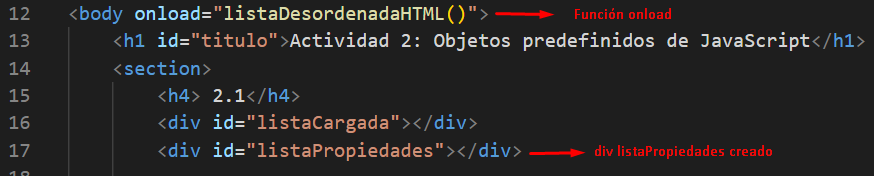 12 <body onload="listaDesordenadaHTML()"> Función onload
13 <h1 id="titulo">Actividad 2: Objetos predefinidos de JavaScript</h1>
14 <section>
15 <h4> 2.1</h4>
16 <div id="listaCargada"></div>
17 <div id="listaPropiedades"></div> div listaPropiedades creado